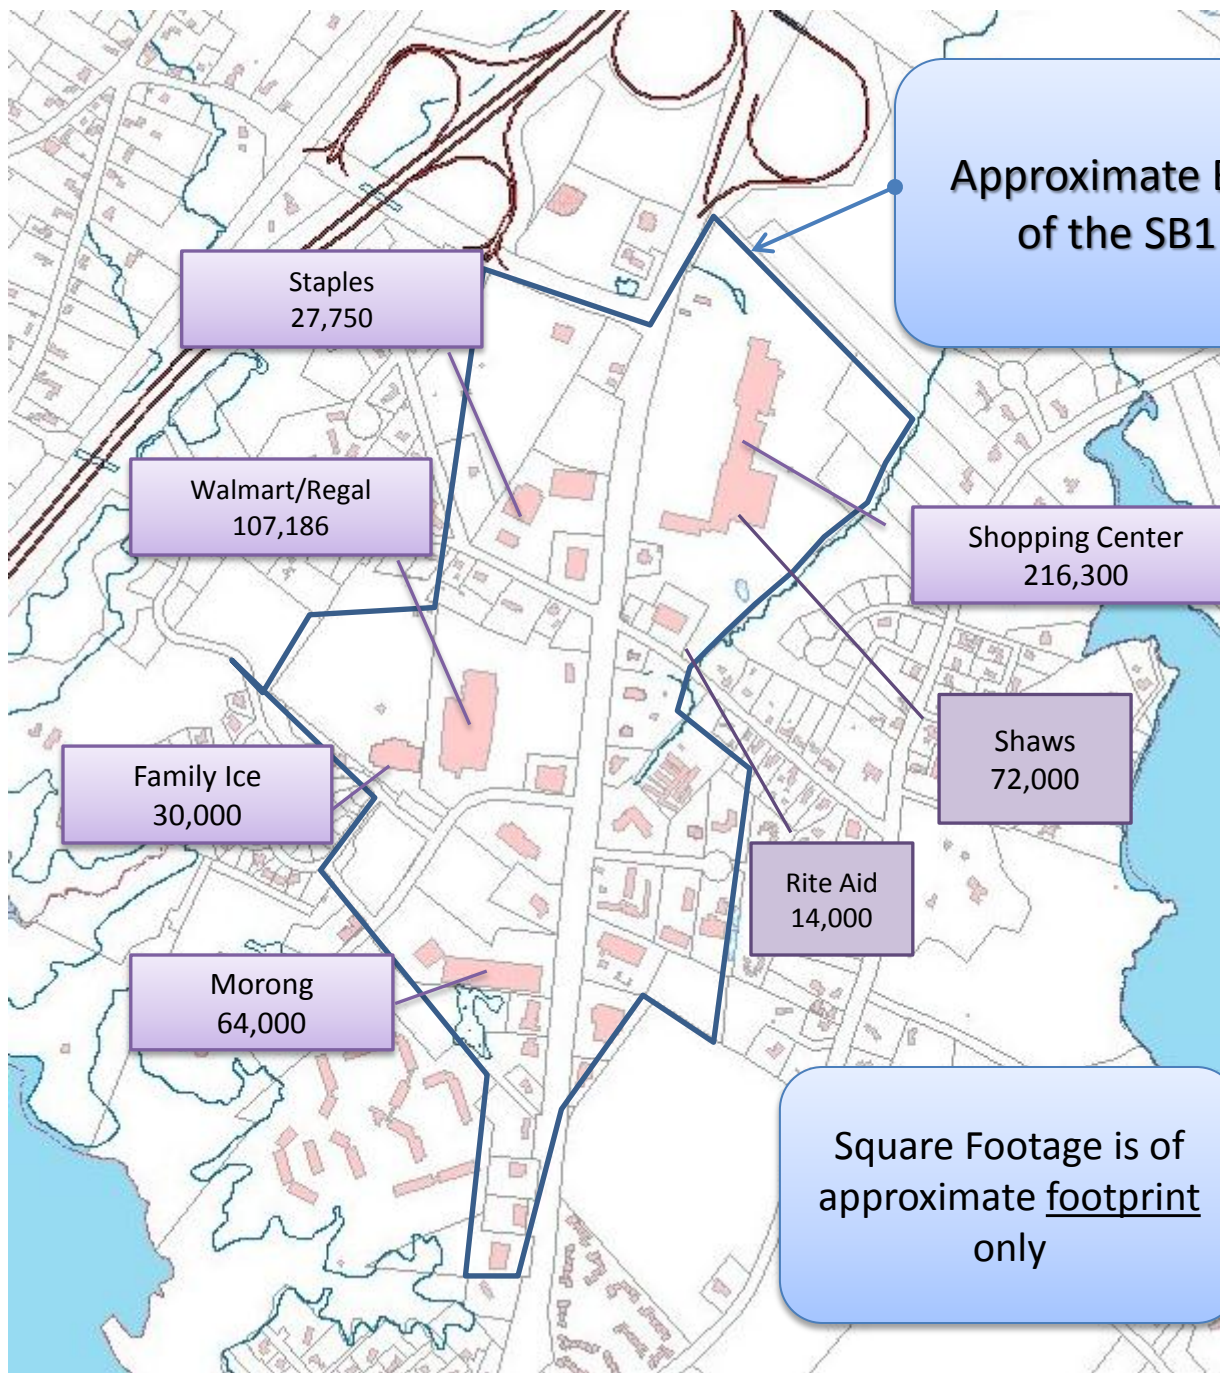 Approximate
of the SB1
Staples
27,750
Walmart/Regal
107,186
Shopping Center
216,300
Shaws
72,000
Family Ice
30,000
Rite Aid
14,000
Morong
64,000
Square Footage is of
approximate footprint
only